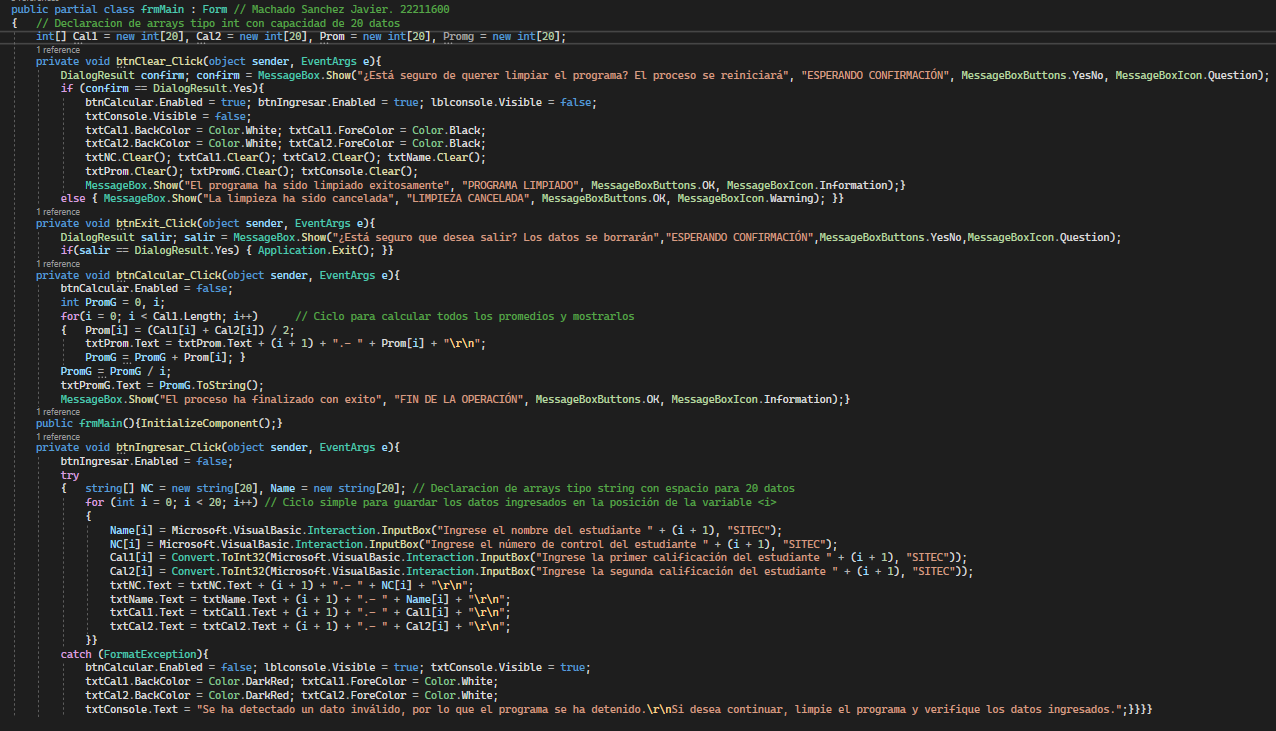 public partial class frmMain : Form // Machado Sanchez Javier. 22211600
{ // Declaracion de arrays tipo int con capacidad de 20 datos
int[] Cal1 = new int[20], Cal2 = new int[20], Prom = new int[20], Promg = new int[20];
1 reference
private void btnClear_Click(object sender, EventArgs e){
DialogResult confirm; confirm = MessageBox.Show("¿Está seguro de querer limpiar el programa? El proceso se reiniciará", "ESPERANDO CONFIRMACIÓN", MessageBoxButtons.YesNo, MessageBoxIcon.Question);
if (confirm == DialogResult.Yes){
btnCalcular.Enabled = true; btnIngresar.Enabled = true; lblconsole.Visible = false;
txtConsole.Visible = false;
txtCal1.BackColor = Color.White; txtCal1.ForeColor = Color.Black;
txtCal2.BackColor = Color.White; txtCal2.ForeColor = Color.Black;
txtNC.Clear(); txtCal1.Clear(); txtCal2.Clear(); txtName.Clear();
txtProm.Clear(); txtPromG.Clear(); txtConsole.Clear();
MessageBox.Show("El programa ha sido limpiado exitosamente", "PROGRAMA LIMPIADO", MessageBoxButtons.OK, MessageBoxIcon.Information);}
else { MessageBox.Show("La limpieza ha sido cancelada", "LIMPIEZA CANCELADA", MessageBoxButtons.OK, MessageBoxIcon.Warning); }}
1 reference
private void btnExit_Click(object sender, EventArgs e){
DialogResult salir; salir = MessageBox.Show("¿Está seguro que desea salir? Los datos se borrarán","ESPERANDO CONFIRMACIÓN",MessageBoxButtons.YesNo,MessageBoxIcon.Question);
if(salir == DialogResult.Yes) { Application.Exit(); }}
1 reference
private void btnCalcular_Click(object sender, EventArgs e){
btnCalcular.Enabled = false;
int PromG = 0, i;
for(i = 0; i < Cal1.Length; i++) // Ciclo para calcular todos los promedios y mostrarlos
{ Prom[i] = (Cal1[i] + Cal2[i]) / 2;
txtProm.Text = txtProm.Text + (i + 1) + ".- " + Prom[i] + "\r\n";
PromG = PromG + Prom[i]; }
PromG = PromG / i;
txtPromG.Text = PromG.ToString();
MessageBox.Show("El proceso ha finalizado con exito", "FIN DE LA OPERACIÓN", MessageBoxButtons.OK, MessageBoxIcon.Information);}
1 reference
public frmMain(){InitializeComponent();}
1 reference
private void btnIngresar_Click(object sender, EventArgs e){
btnIngresar.Enabled = false;
try
{ string[] NC = new string[20], Name = new string[20]; // Declaracion de arrays tipo string con espacio para 20 datos
for (int i = 0; i < 20; i++) // Ciclo simple para guardar los datos ingresados en la posición de la variable <i>
{
Name[i] = Microsoft.VisualBasic.Interaction.InputBox("Ingrese el nombre del estudiante " + (i + 1), "SITEC");
NC[i] = Microsoft.VisualBasic.Interaction.InputBox("Ingrese el número de control del estudiante " + (i + 1), "SITEC");
Cal1[i] = Convert.ToInt32(Microsoft.VisualBasic.Interaction.InputBox("Ingrese la primer calificación del estudiante " + (i + 1), "SITEC"));
Cal2[i] = Convert.ToInt32(Microsoft.VisualBasic.Interaction.InputBox("Ingrese la segunda calificación del estudiante " + (i + 1), "SITEC"));
txtNC.Text = txtNC.Text + (i + 1) + ".- " + NC[i] + "\r\n";
txtName.Text = txtName.Text + (i + 1) + ".- " + Name[i] + "\r\n";
txtCal1.Text = txtCal1.Text + (i + 1) + ".- " + Cal1[i] + "\r\n";
txtCal2.Text = txtCal2.Text + (i + 1) + ".- " + Cal2[i] + "\r\n";
}}
catch (FormatException){
btnCalcular.Enabled = false; lblconsole.Visible = true; txtConsole.Visible = true;
txtCal1.BackColor = Color.DarkRed; txtCal1.ForeColor = Color.White;
txtCal2.BackColor = Color.DarkRed; txtCal2.ForeColor = Color.White;
txtConsole.Text = "Se ha detectado un dato inválido, por lo que el programa se ha detenido.\r\nSi desea continuar, limpie el programa y verifique los datos ingresados.";}}}}